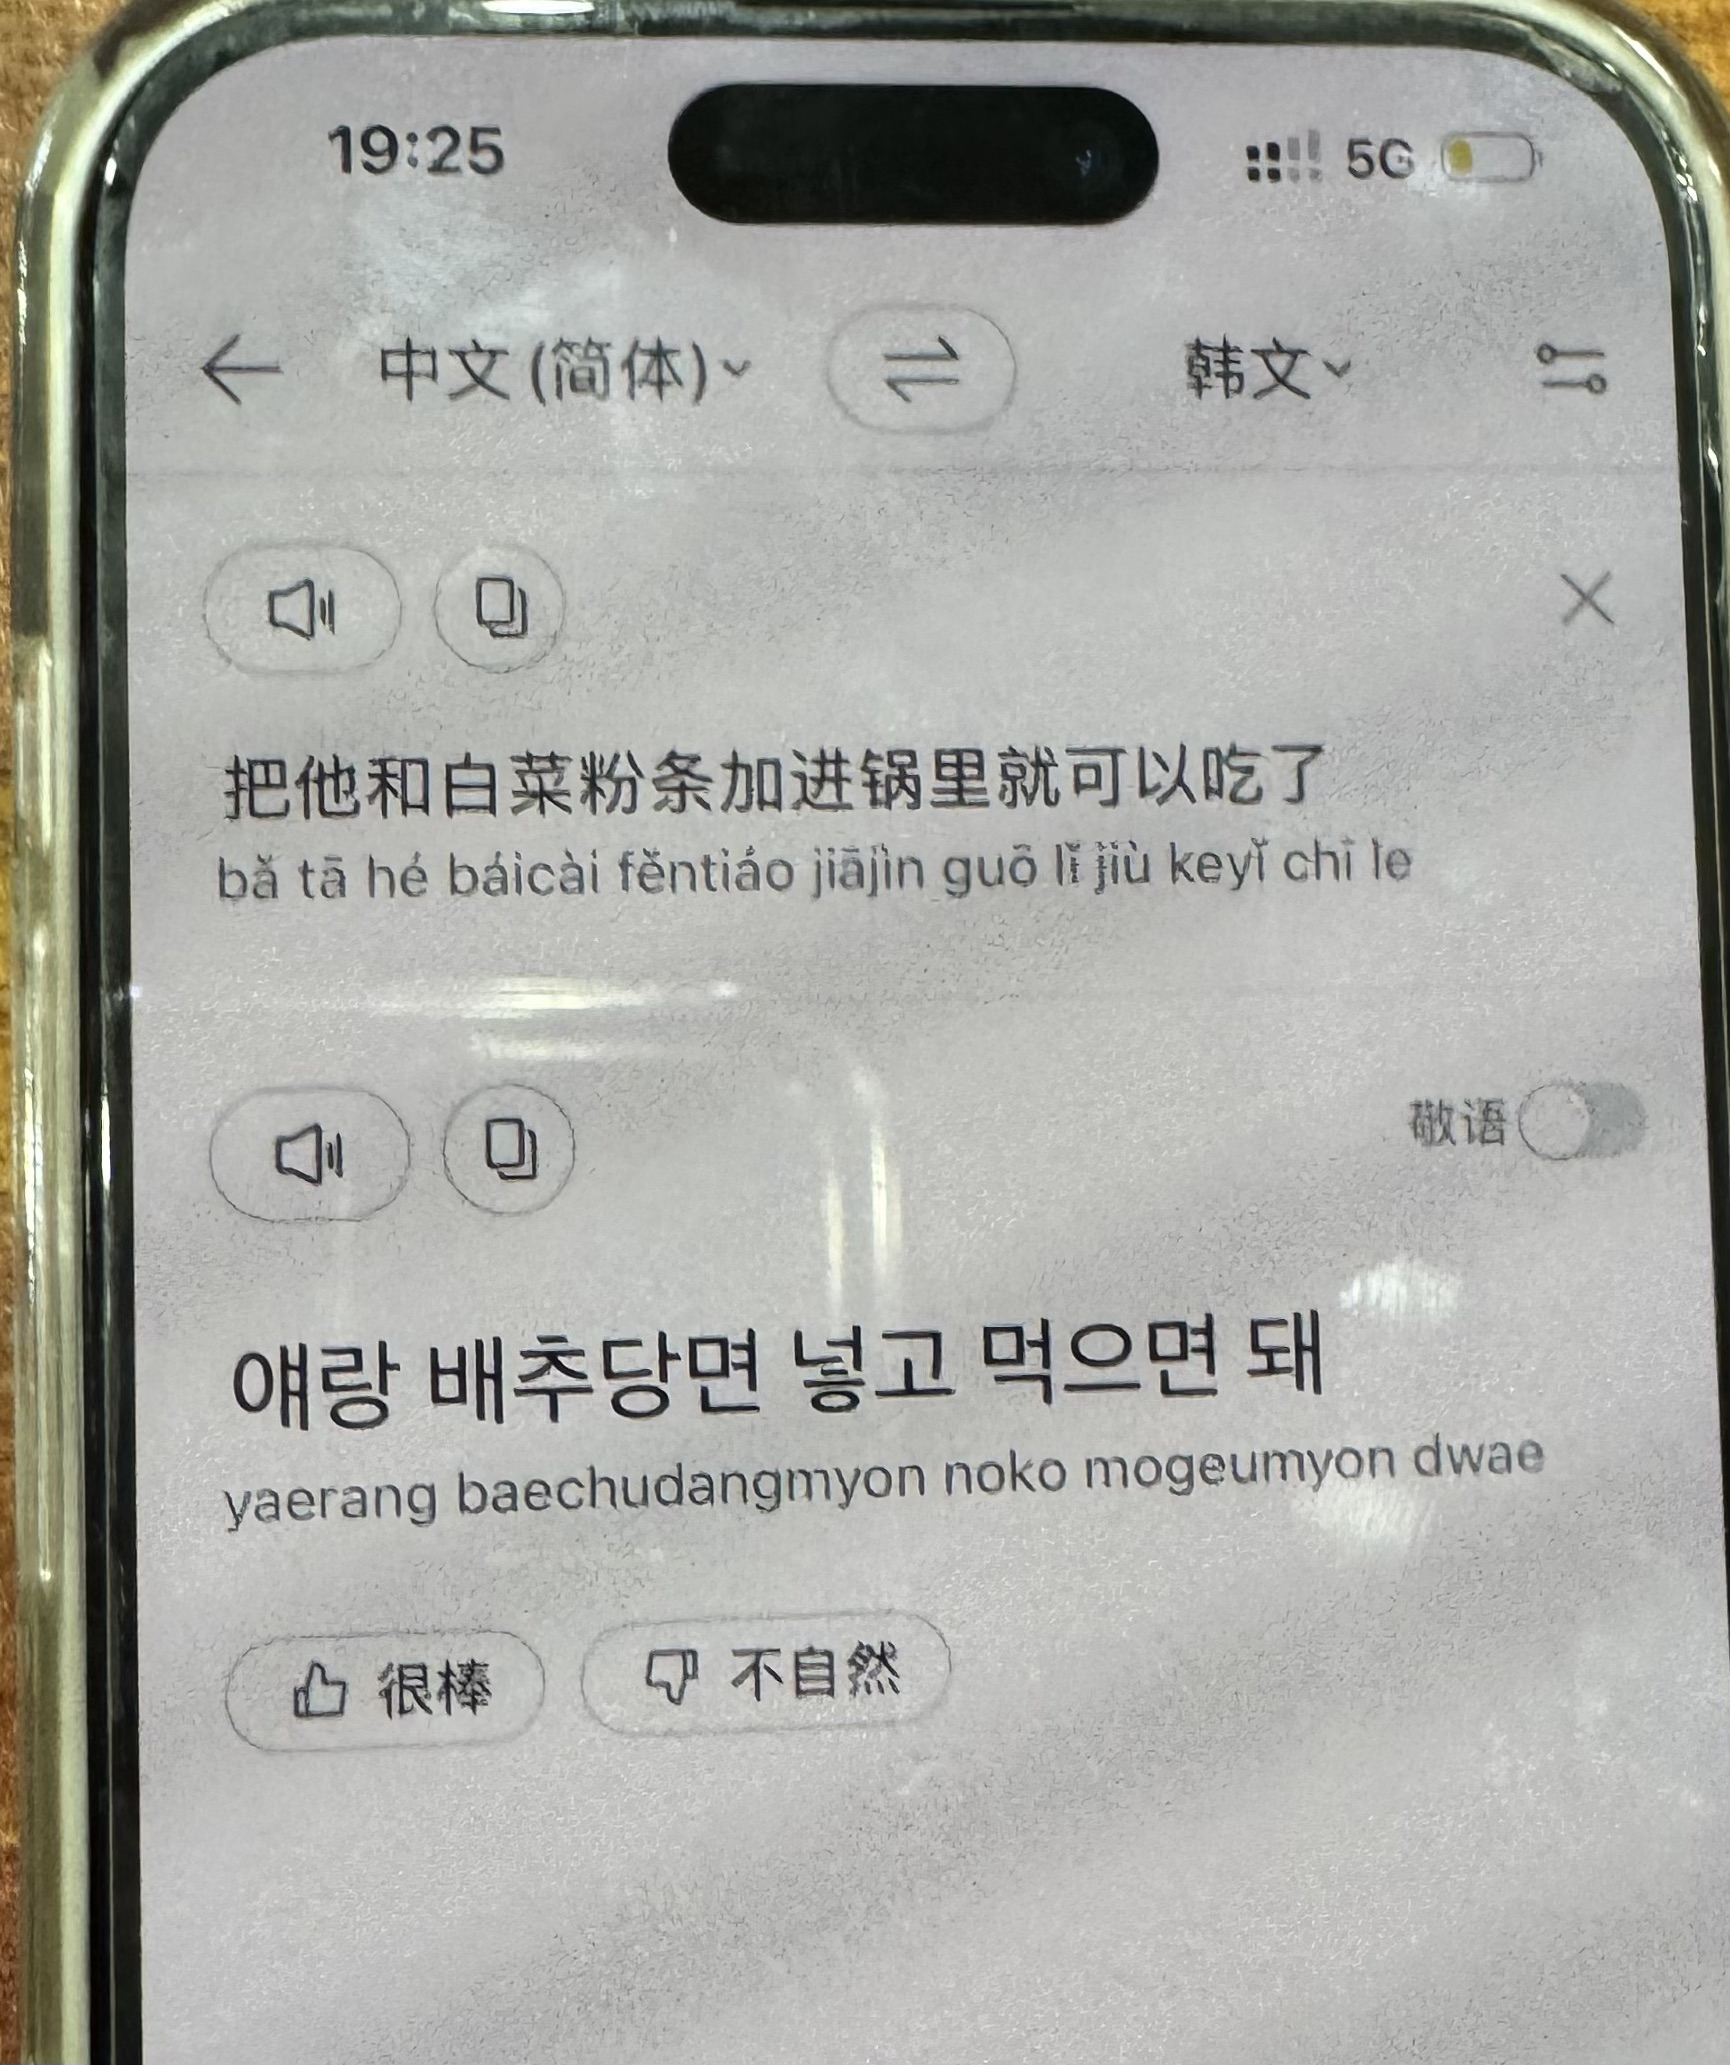 19:25 5G
中文(简体) 韩文
把他和白菜粉条加进锅里就可以吃了
bǎ tā hé báicài fěntiáo jiājìn guō lǐ jiù keyǐ chi le
敬语
얘랑 배추당면 넣고 먹으면 돼
yaerang baechudangmyon noko mogeumyon dwae
很棒 不自然